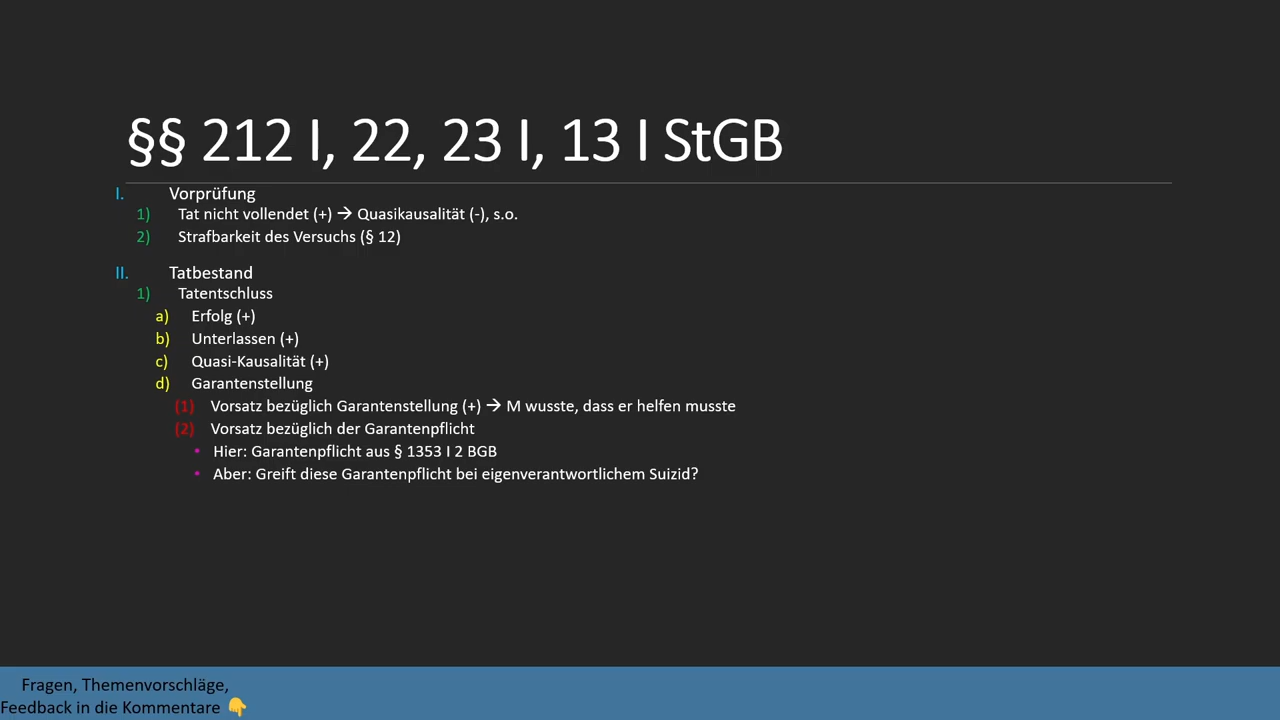 §§ 212 I, 22, 23 I, 13 I StGB
I. Vorprüfung
1) Tat nicht vollendet (+) → Quasikausalität (-), s.o.
2) Strafbarkeit des Versuchs (§ 12)
II. Tatbestand
1) Tatentschluss
a) Erfolg (+)
b) Unterlassen (+)
c) Quasi-Kausalität (+)
d) Garantenstellung
(1) Vorsatz bezüglich Garantenstellung (+) → M wusste, dass er helfen musste
(2) Vorsatz bezüglich der Garantenpflicht
• Hier: Garantenpflicht aus § 1353 I 2 BGB
• Aber: Greift diese Garantenpflicht bei eigenverantwortlichem Suizid?
Fragen, Themenvorschläge,
Feedback in die Kommentare 👇